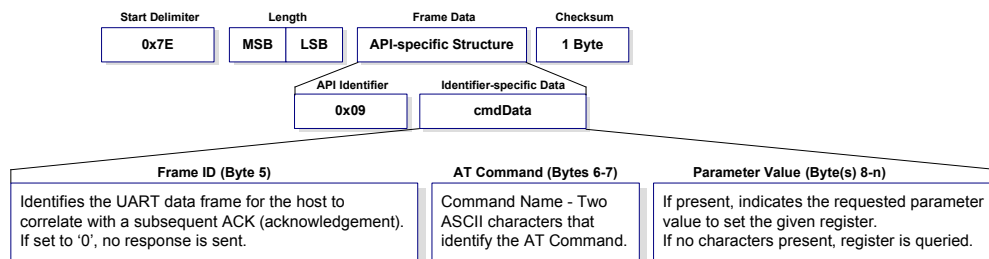 Start Delimiter
Length
Frame Data
Checksum
0x7E
MSB
LSB
API-specific Structure
1 Byte
API Identifier
Identifier-specific Data
0x09
cmdData
Frame ID (Byte 5)
Identifies the UART data frame for the host to
correlate with a subsequent ACK (acknowledgement).
If set to ‘0’, no response is sent.
AT Command (Bytes 6-7)
Command Name - Two
ASCII characters that
identify the AT Command.
Parameter Value (Byte(s) 8-n)
If present, indicates the requested parameter
value to set the given register.
If no characters present, register is queried.